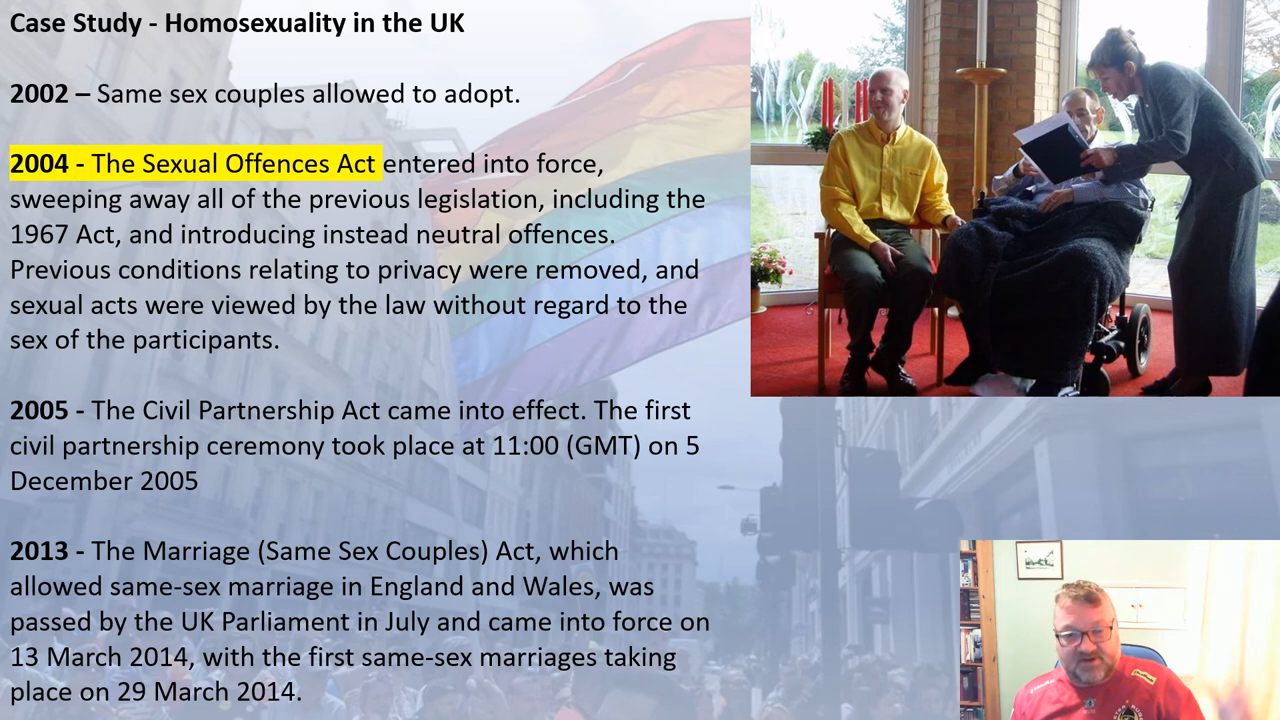 Case Study - Homosexuality in the UK
2002 – Same sex couples allowed to adopt.
2004 - The Sexual Offences Act entered into force,
sweeping away all of the previous legislation, including the
1967 Act, and introducing instead neutral offences.
Previous conditions relating to privacy were removed, and
sexual acts were viewed by the law without regard to the
sex of the participants.
2005 - The Civil Partnership Act came into effect. The first
civil partnership ceremony took place at 11:00 (GMT) on 5
December 2005
2013 - The Marriage (Same Sex Couples) Act, which
allowed same-sex marriage in England and Wales, was
passed by the UK Parliament in July and came into force on
13 March 2014, with the first same-sex marriages taking
place on 29 March 2014.